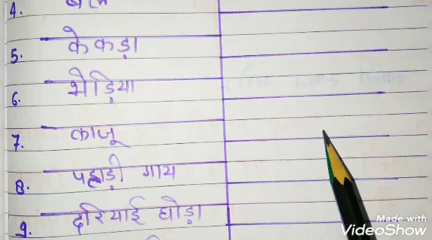 4.
5. केकड़ा
6. भेड़िया
7. काजू
8. पहाड़ी गाय
9. दरियाई घोड़ा
Made With
VideoShow